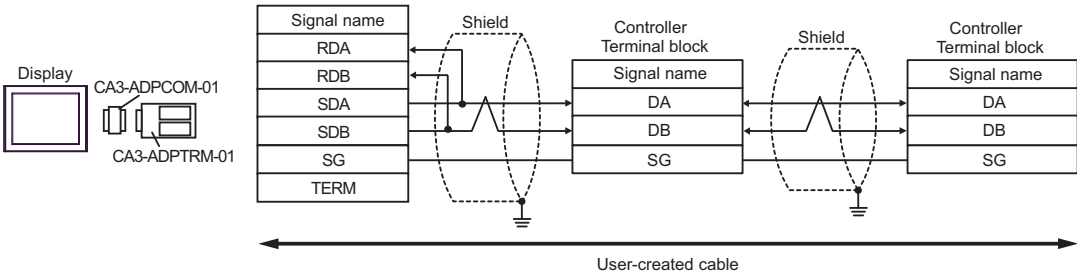 Display
CA3-ADPCOM-01
CA3-ADPTRM-01
Signal name
RDA
RDB
SDA
SDB
SG
TERM
Shield
Controller
Terminal block
Signal name
DA
DB
SG
Shield
Controller
Terminal block
Signal name
DA
DB
SG
User-created cable